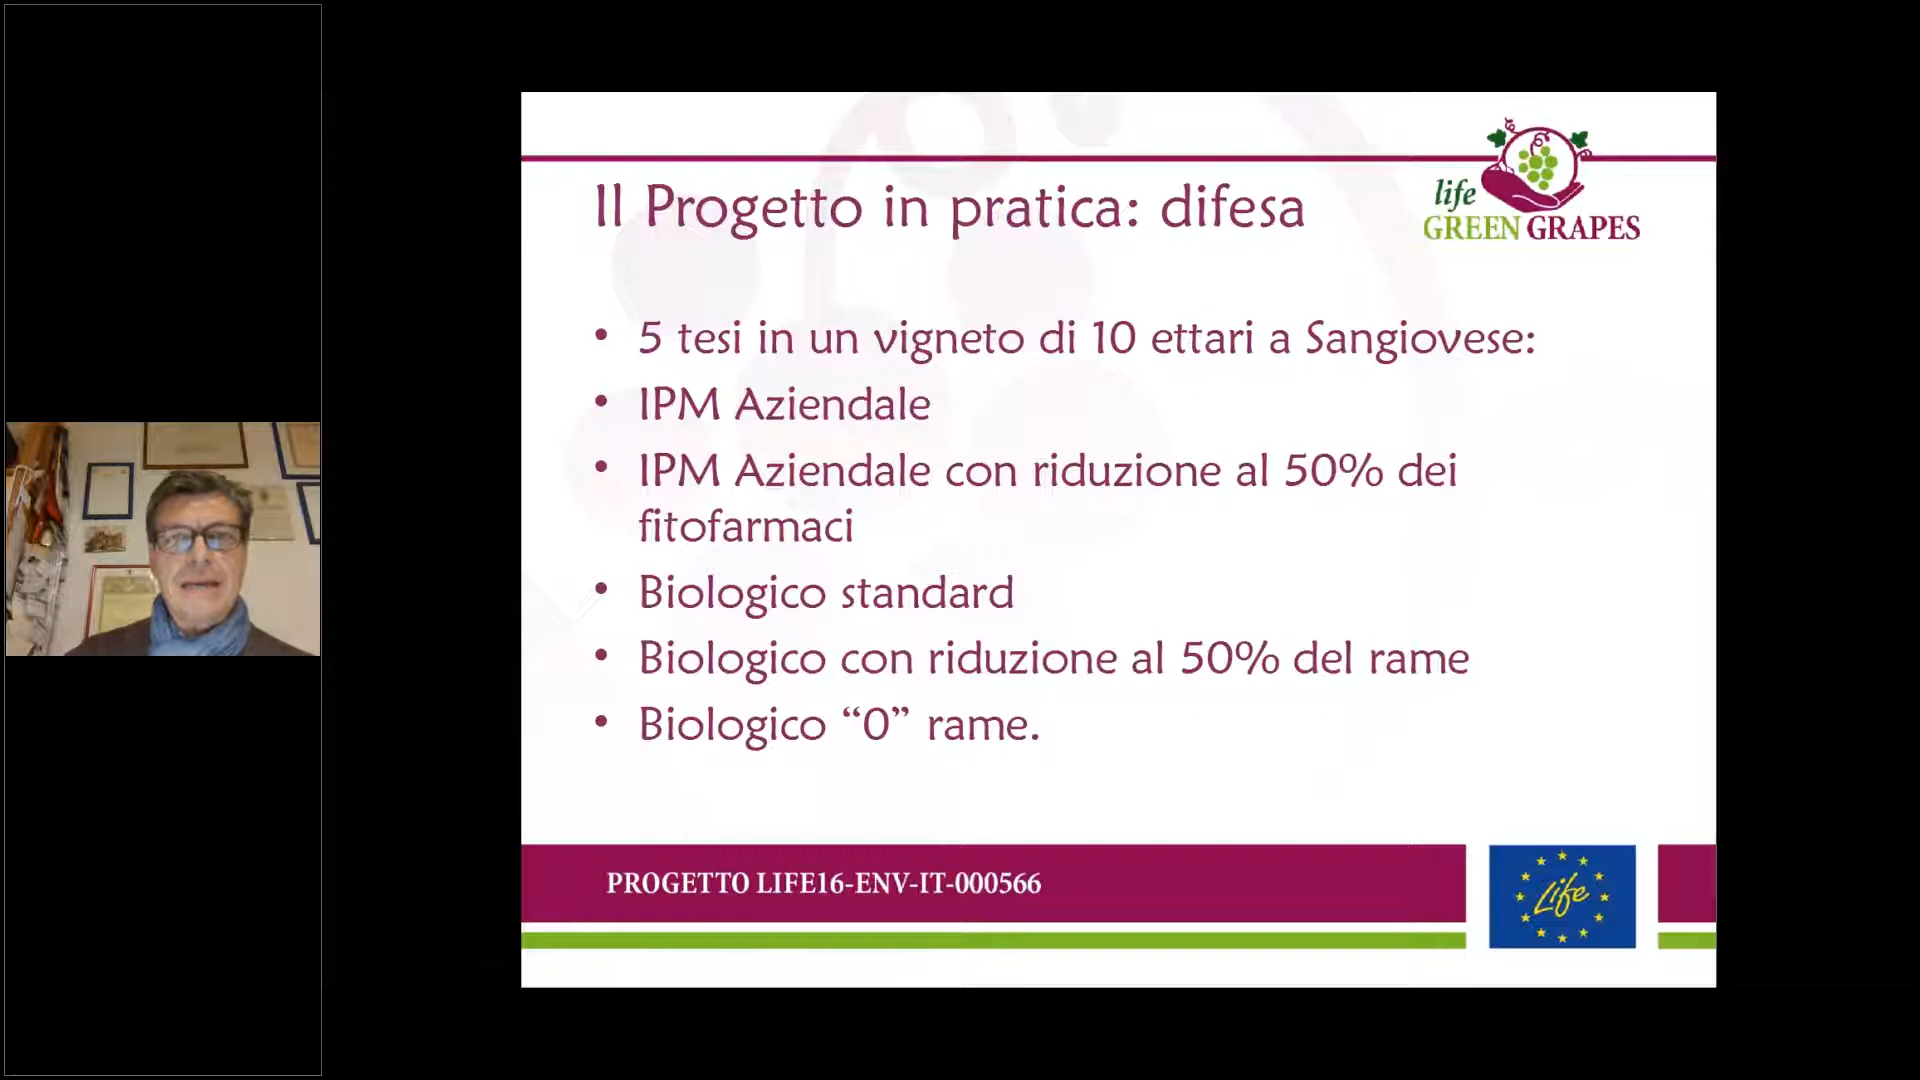 Il Progetto in pratica: difesa
life
GREEN GRAPES
• 5 tesi in un vigneto di 10 ettari a Sangiovese:
• IPM Aziendale
• IPM Aziendale con riduzione al 50% dei
fitofarmaci
• Biologico standard
• Biologico con riduzione al 50% del rame
• Biologico “0” rame.
PROGETTO LIFE16-ENV-IT-000566
Life